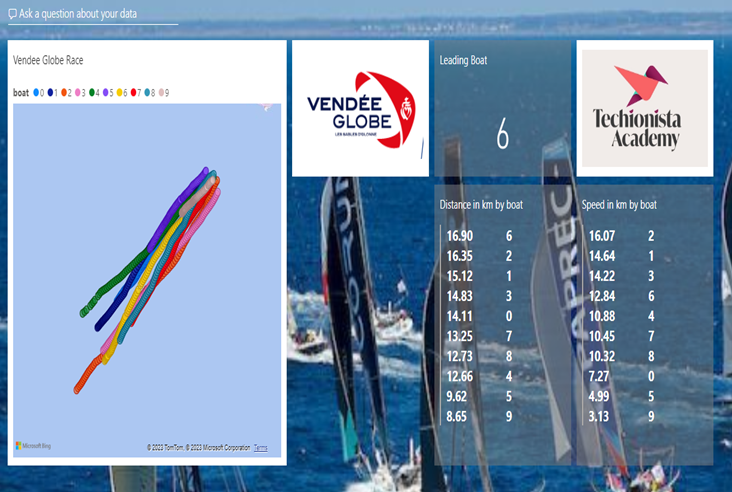 Ask a question about your data
Vendee Globe Race
boat 0 1 2 3 4 5 6 7 8 9
Microsoft Bing
© 2023 TomTom, © 2023 Microsoft Corporation Terms
VENDÉE
GLOBE
LES SABLES D'OLONNE
Leading Boat
6
Techionista
Academy
Distance in km by boat
16.90 6
16.35 2
15.12 1
14.83 3
14.11 0
13.25 7
12.73 8
12.66 4
9.62 5
8.65 9
Speed in km by boat
16.07 2
14.64 1
14.22 3
12.84 6
10.88 4
10.45 7
10.32 8
7.27 0
4.99 5
3.13 9
APREC-